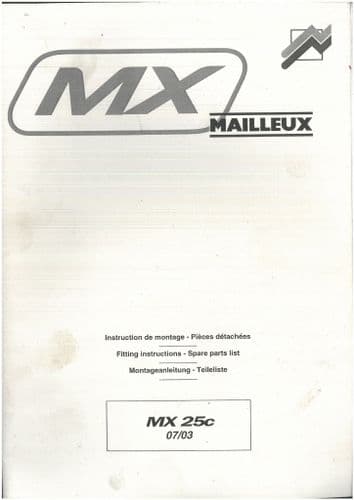 MX
MAILLEUX
Instruction de montage - Pièces détachées
Fitting instructions - Spare parts list
Montageanleitung - Teileliste
MX 25c
07/03